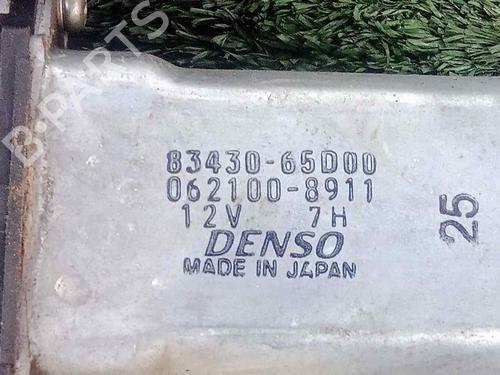 83430-65D00
062100-8911
12V 7H
DENSO
MADE IN JAPAN
25
B-PARTS